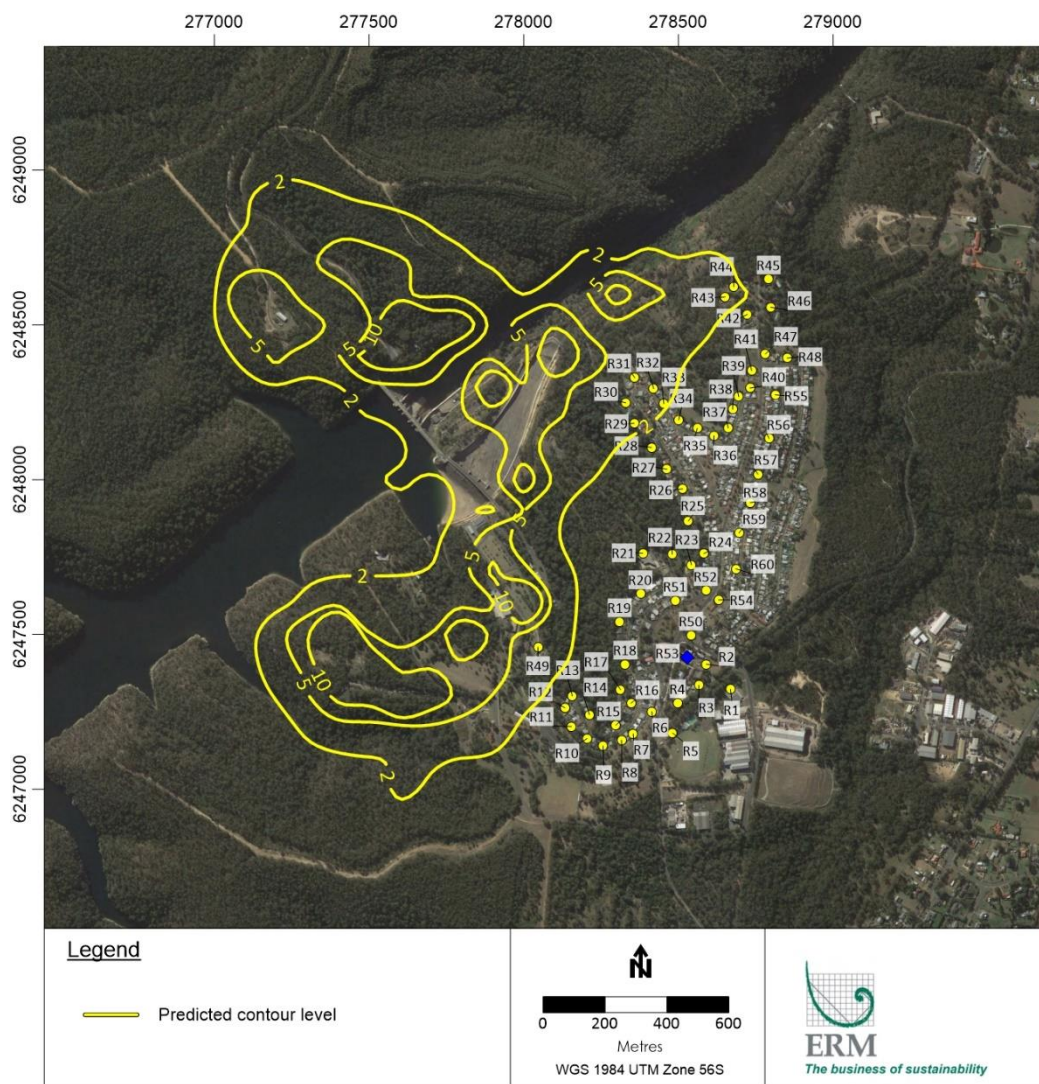 277000 277500 278000 278500 279000
6249000
6248500
6248000
6247500
6247000
2
2
2
2
2
2
2
5
5
5
5
5
5
10
10
10
R44
R45
R43
R46
R42
R41
R47
R31
R32
R33
R39
R48
R30
R34
R38
R40
R55
R29
R37
R56
R28
R35
R36
R27
R57
R26
R58
R25
R59
R22
R23
R24
R21
R60
R20
R51
R52
R54
R19
R50
R49
R18
R53
R2
R17
R13
R12
R14
R16
R4
R3
R1
R11
R15
R6
R10
R7
R5
R9
R8
Legend
Predicted contour level
N
0 200 400 600
Metres
WGS 1984 UTM Zone 56S
ERM
The business of sustainability